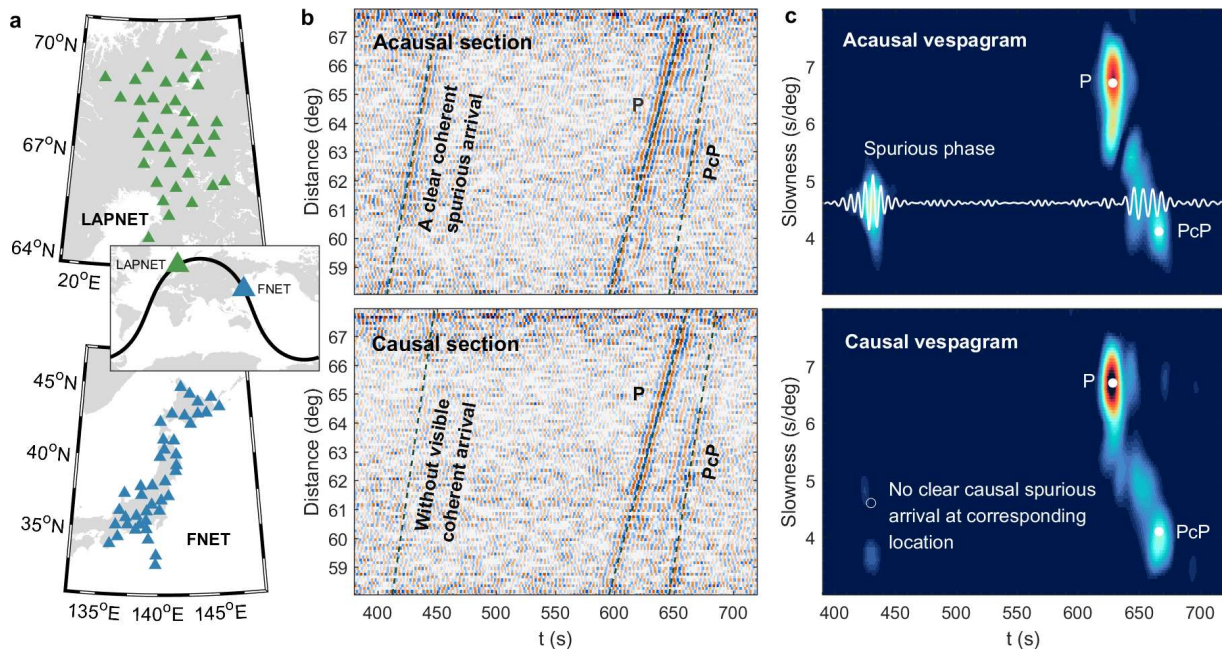 a
70°N
67°N
64°N
20°E
LAPNET
LAPNET
FNET
45°N
40°N
35°N
FNET
135°E 140°E 145°E
b
Acausal section
A clear coherent
spurious arrival
P
PcP
Distance (deg)
67
66
65
64
63
62
61
60
59
Causal section
Without visible
coherent arrival
P
PcP
Distance (deg)
67
66
65
64
63
62
61
60
59
400 450 500 550 600 650 700
t (s)
c
Acausal vespagram
P
Spurious phase
PcP
Slowness (s/deg)
7
6
5
4
Causal vespagram
P
No clear causal spurious
arrival at corresponding
location
PcP
Slowness (s/deg)
7
6
5
4
400 450 500 550 600 650 700
t (s)